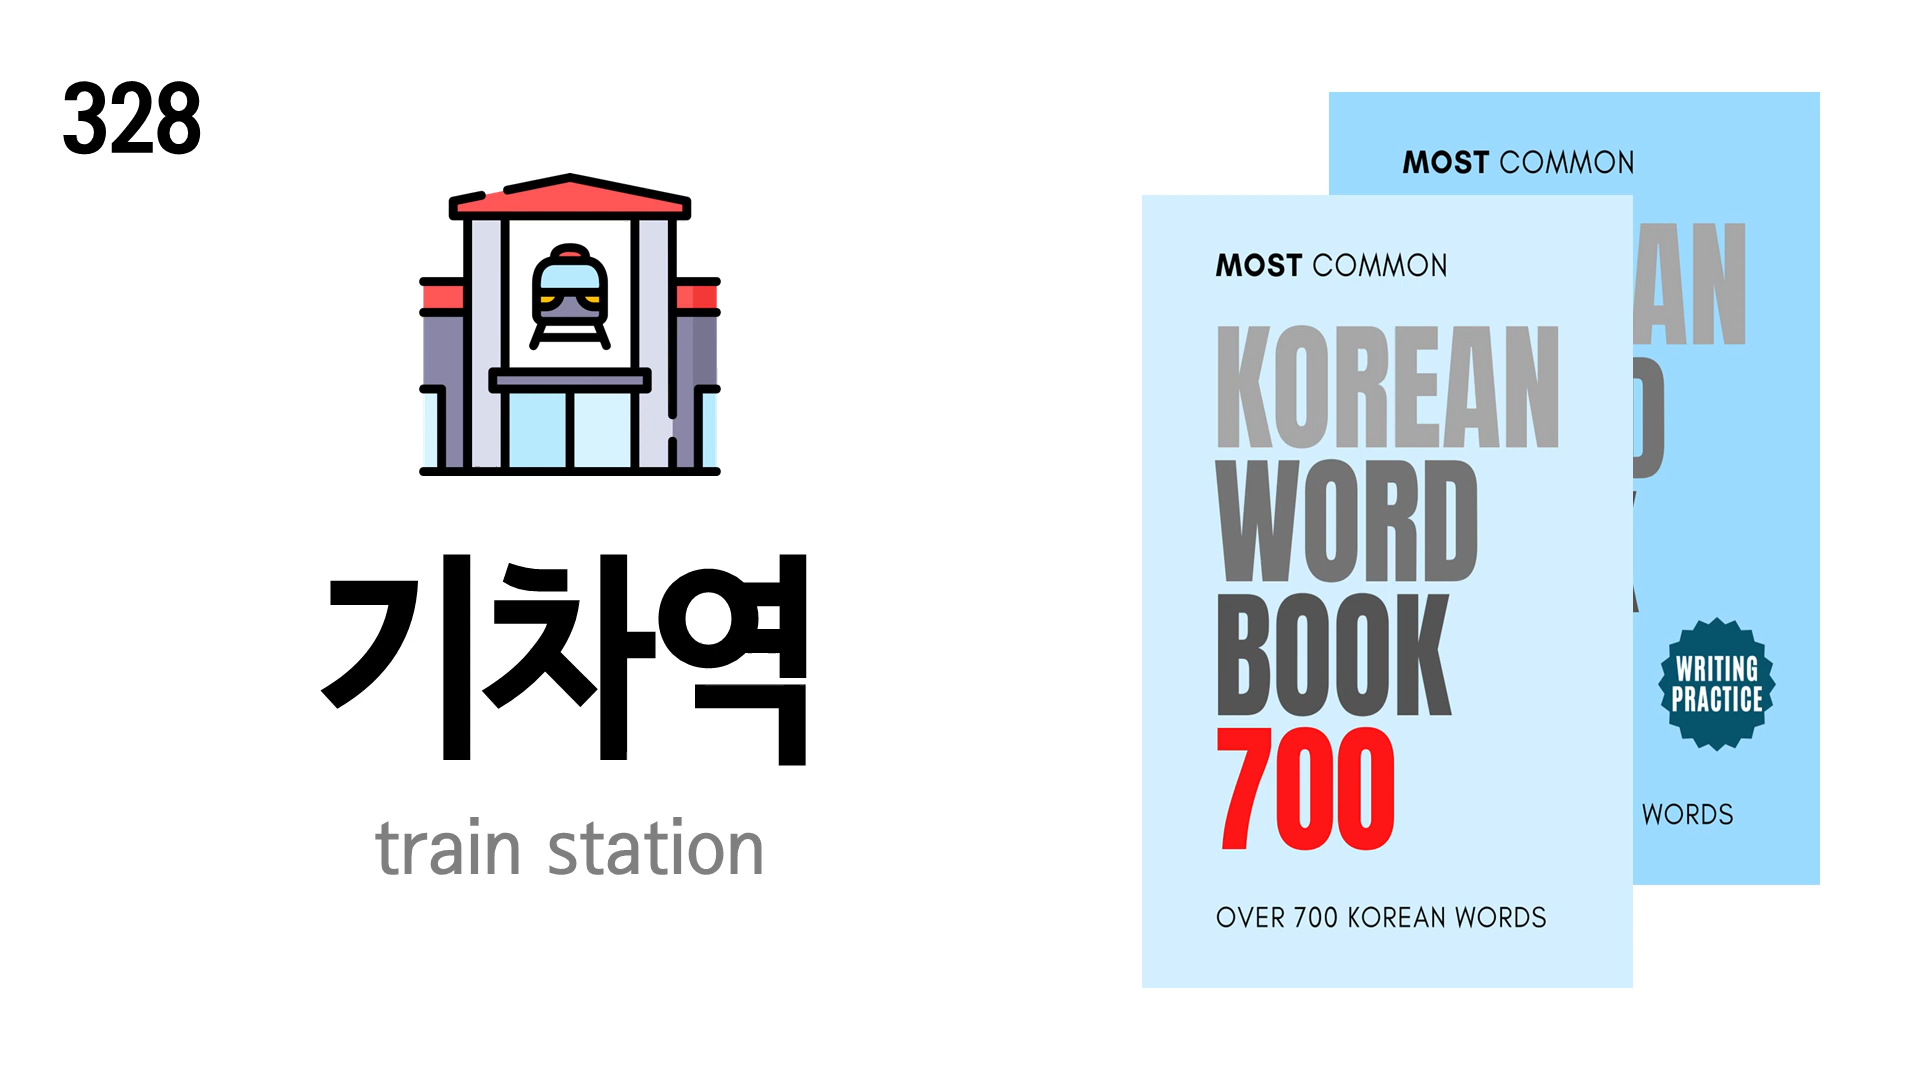 328
기차역
train station
MOST COMMON
KOREAN
WORD
BOOK
700
OVER 700 KOREAN WORDS
MOST COMMON
AN
WRITING
PRACTICE
WORDS